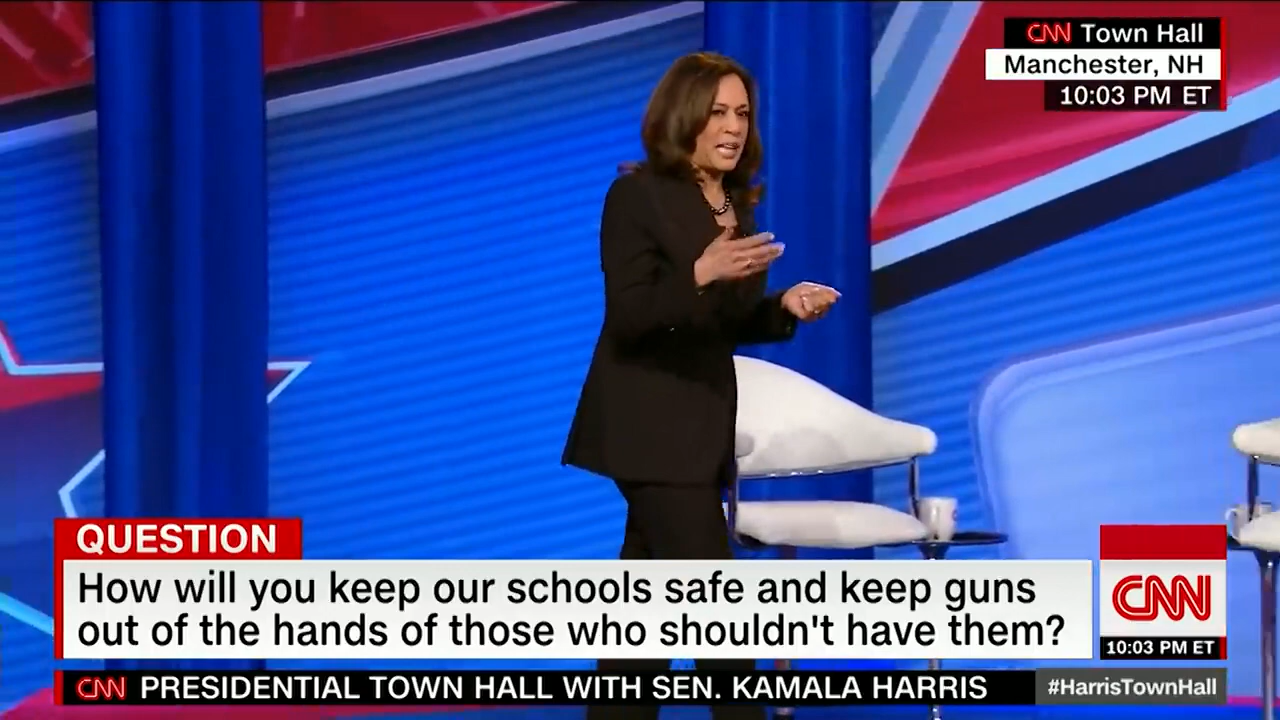 CNN Town Hall
Manchester, NH
10:03 PM ET
QUESTION
How will you keep our schools safe and keep guns
out of the hands of those who shouldn't have them?
CNN
10:03 PM ET
CNN PRESIDENTIAL TOWN HALL WITH SEN. KAMALA HARRIS
#HarrisTownHall